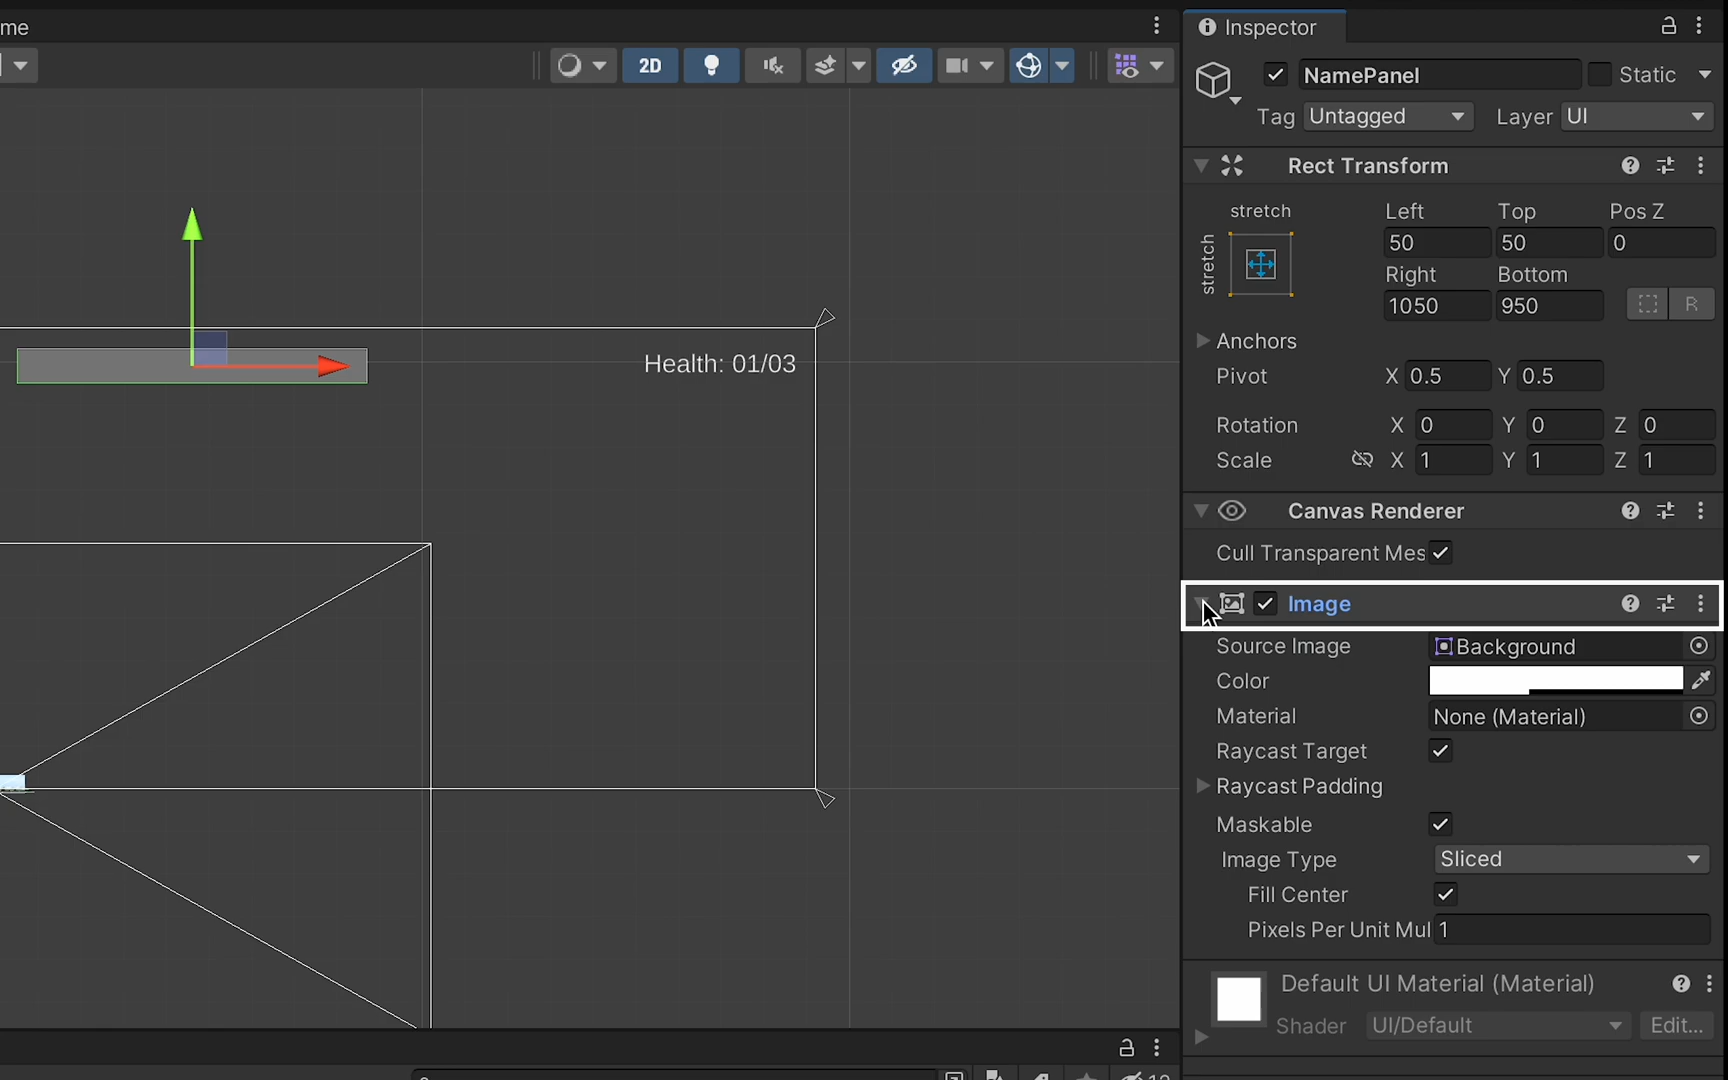 me
Inspector
2D
NamePanel
Static
Tag Untagged Layer UI
Rect Transform
stretch
stretch
Left Top Pos Z
50 50 0
Right Bottom
1050 950
R
Anchors
Pivot X 0.5 Y 0.5
Rotation X 0 Y 0 Z 0
Scale X 1 Y 1 Z 1
Health: 01/03
Canvas Renderer
Cull Transparent Mes
Image
Source Image Background
Color
Material None (Material)
Raycast Target
Raycast Padding
Maskable
Image Type Sliced
Fill Center
Pixels Per Unit Mul 1
Default UI Material (Material)
Shader UI/Default Edit...